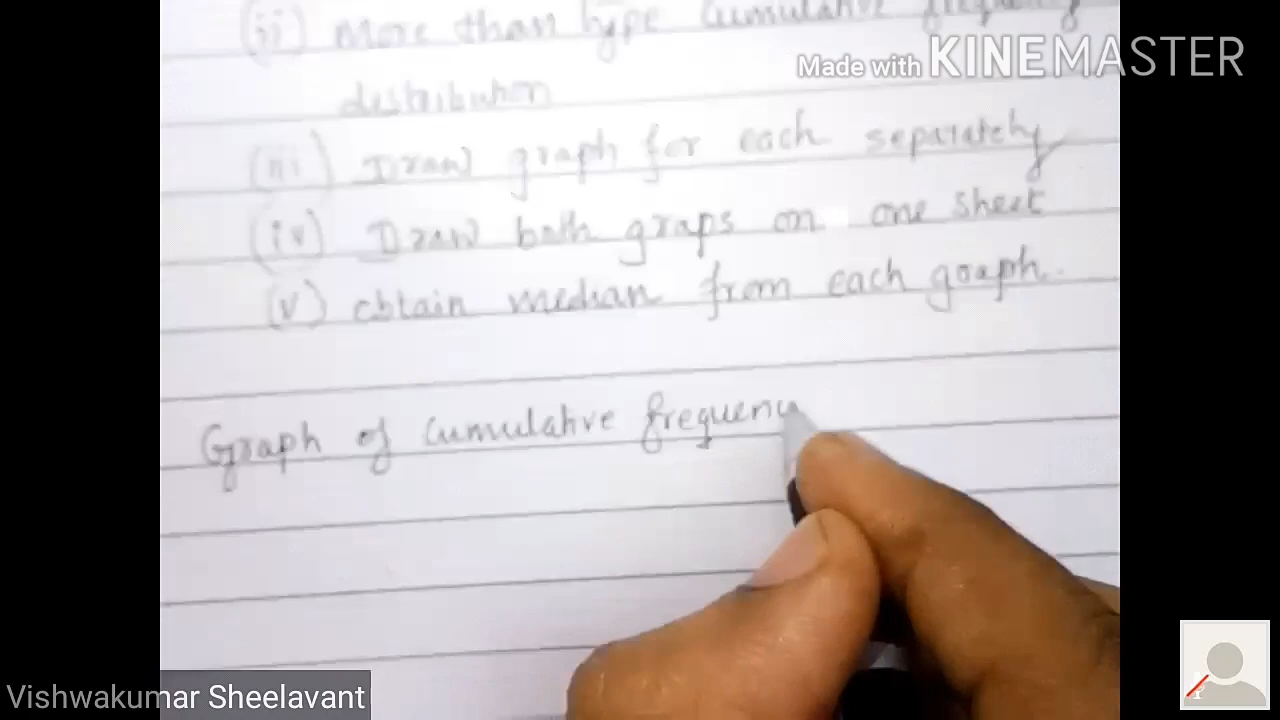 (ii) More than type cumulative frequency
Made with KINEMASTER
distribution
(iii) Draw graph for each separately
(iv) Draw both graps on one sheet
(v) obtain median from each graph.
Graph of cumulative frequency
Vishwakumar Sheelavant